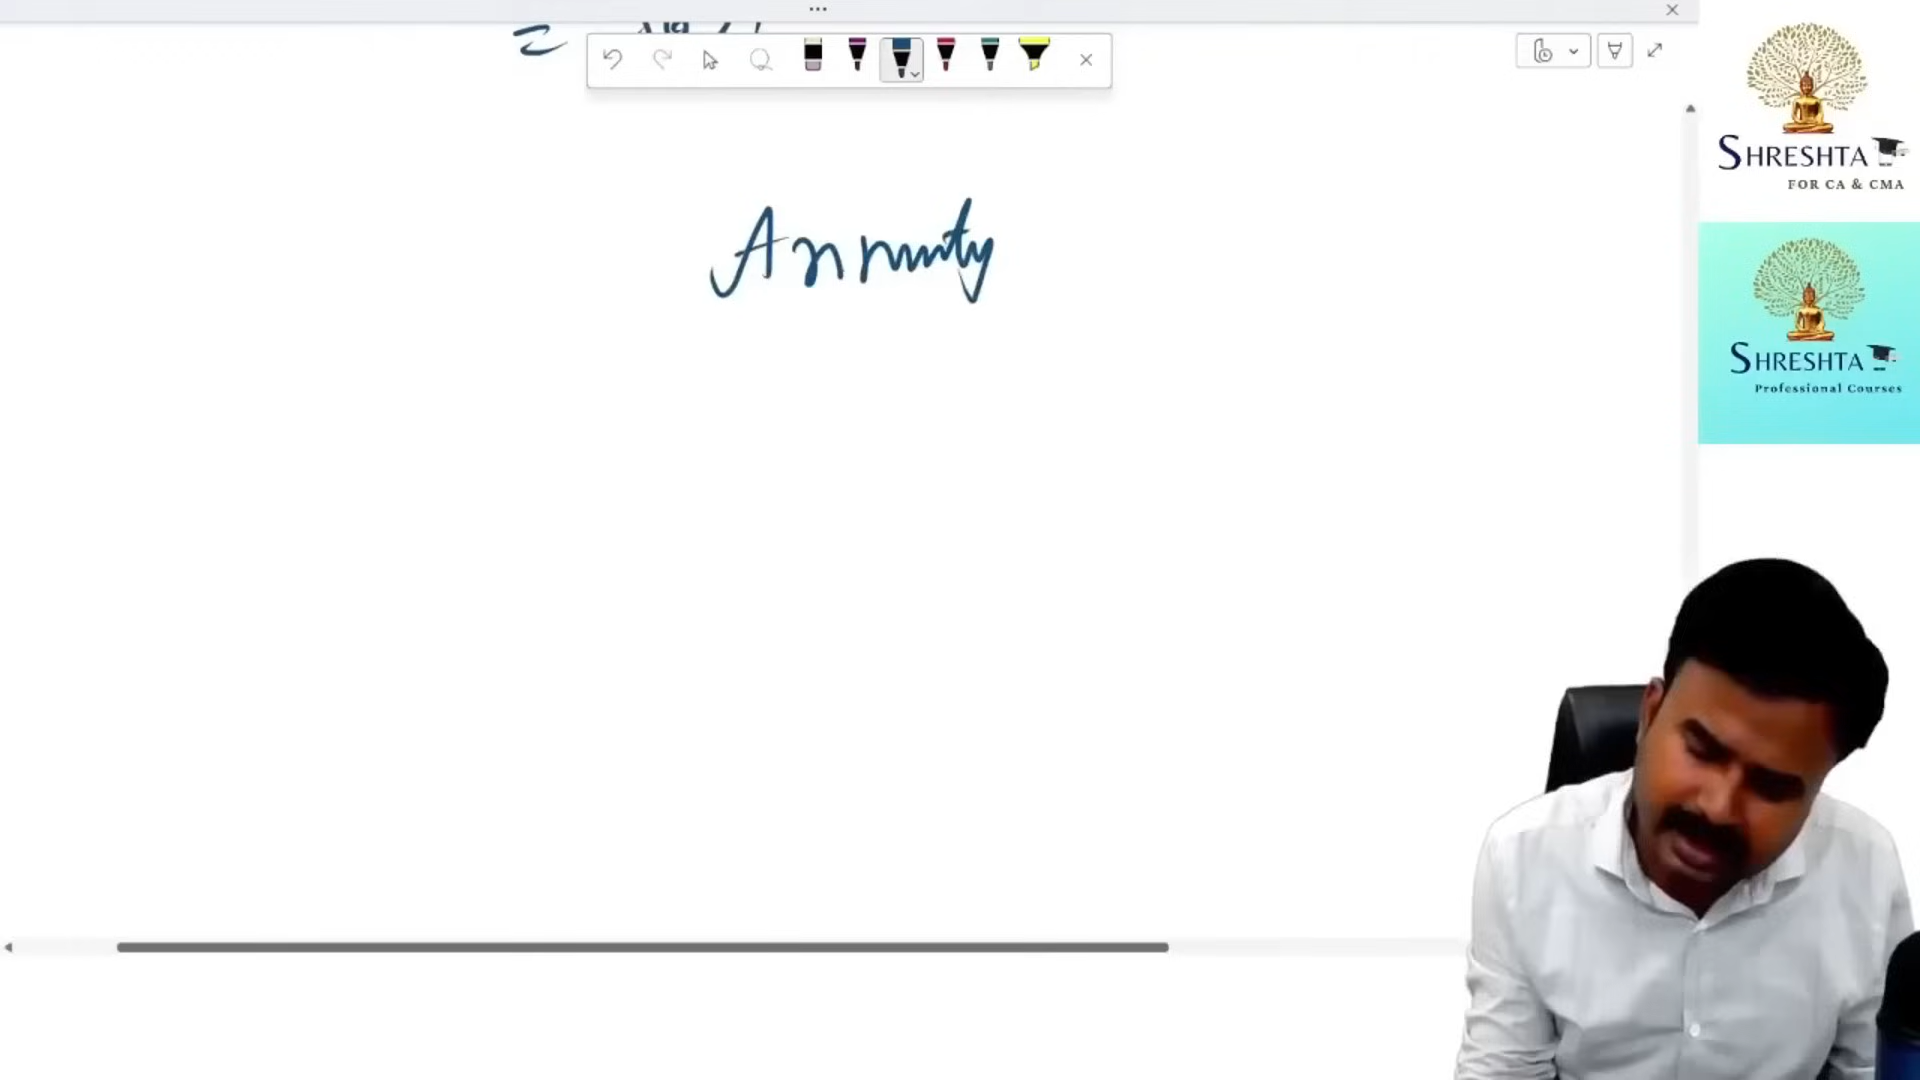 =
Annuity
SHRESHTA
FOR CA & CMA
SHRESHTA
Professional Courses